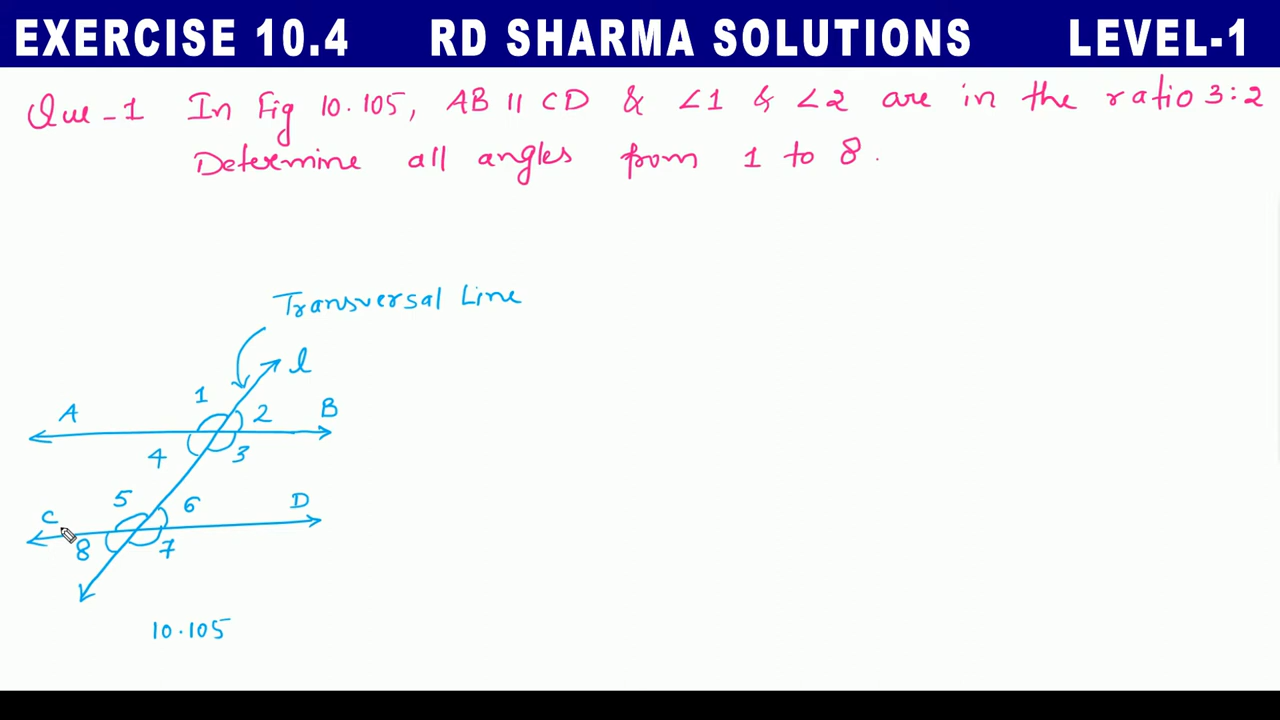 EXERCISE 10.4 RD SHARMA SOLUTIONS LEVEL-1
Que-1 In Fig 10.105, AB || CD & ∠1 & ∠2 are in the ratio 3:2
Determine all angles from 1 to 8.
Transversal Line
l
1
A 2 B
4 3
5 6 D
C
8 7
10.105